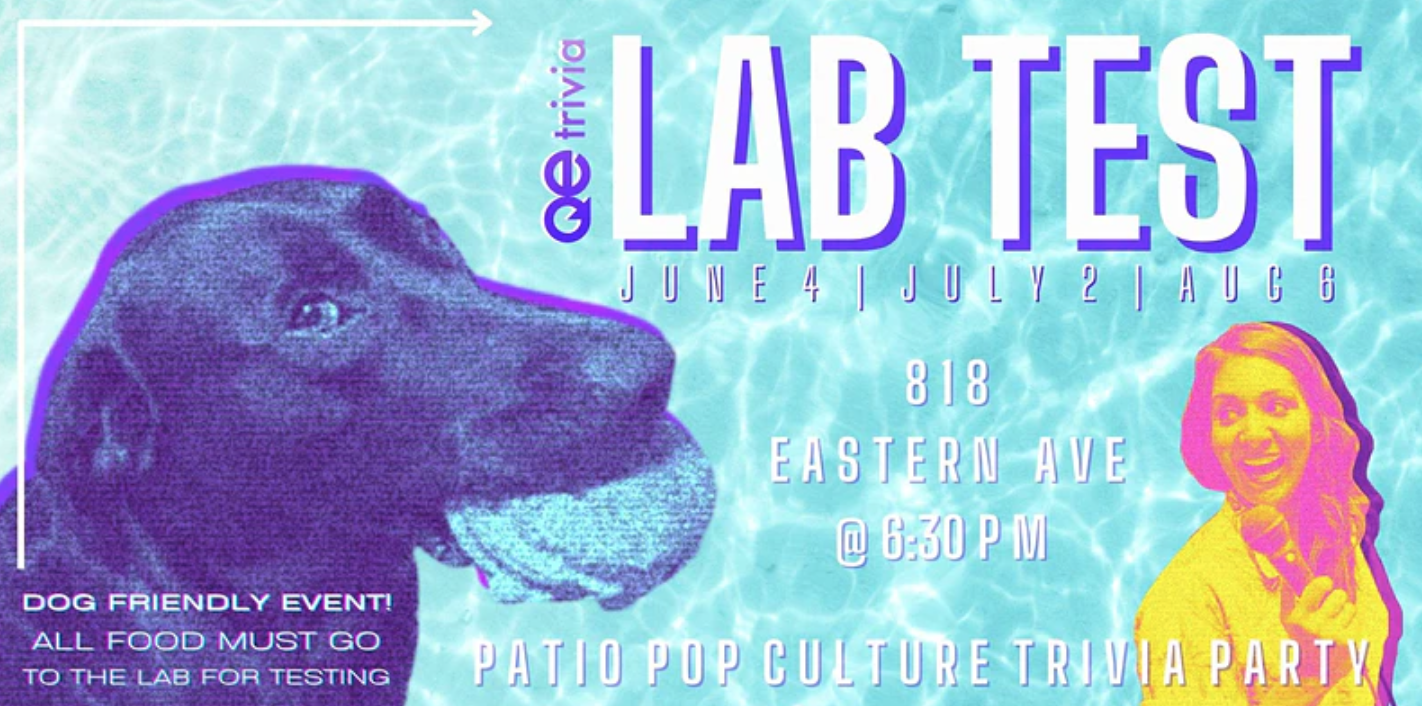 Qe trivia
LAB TEST
JUNE 4 | JULY 2 | AUG 6
818
EASTERN AVE
@ 6:30 PM
DOG FRIENDLY EVENT!
ALL FOOD MUST GO
TO THE LAB FOR TESTING
PATIO POP CULTURE TRIVIA PARTY